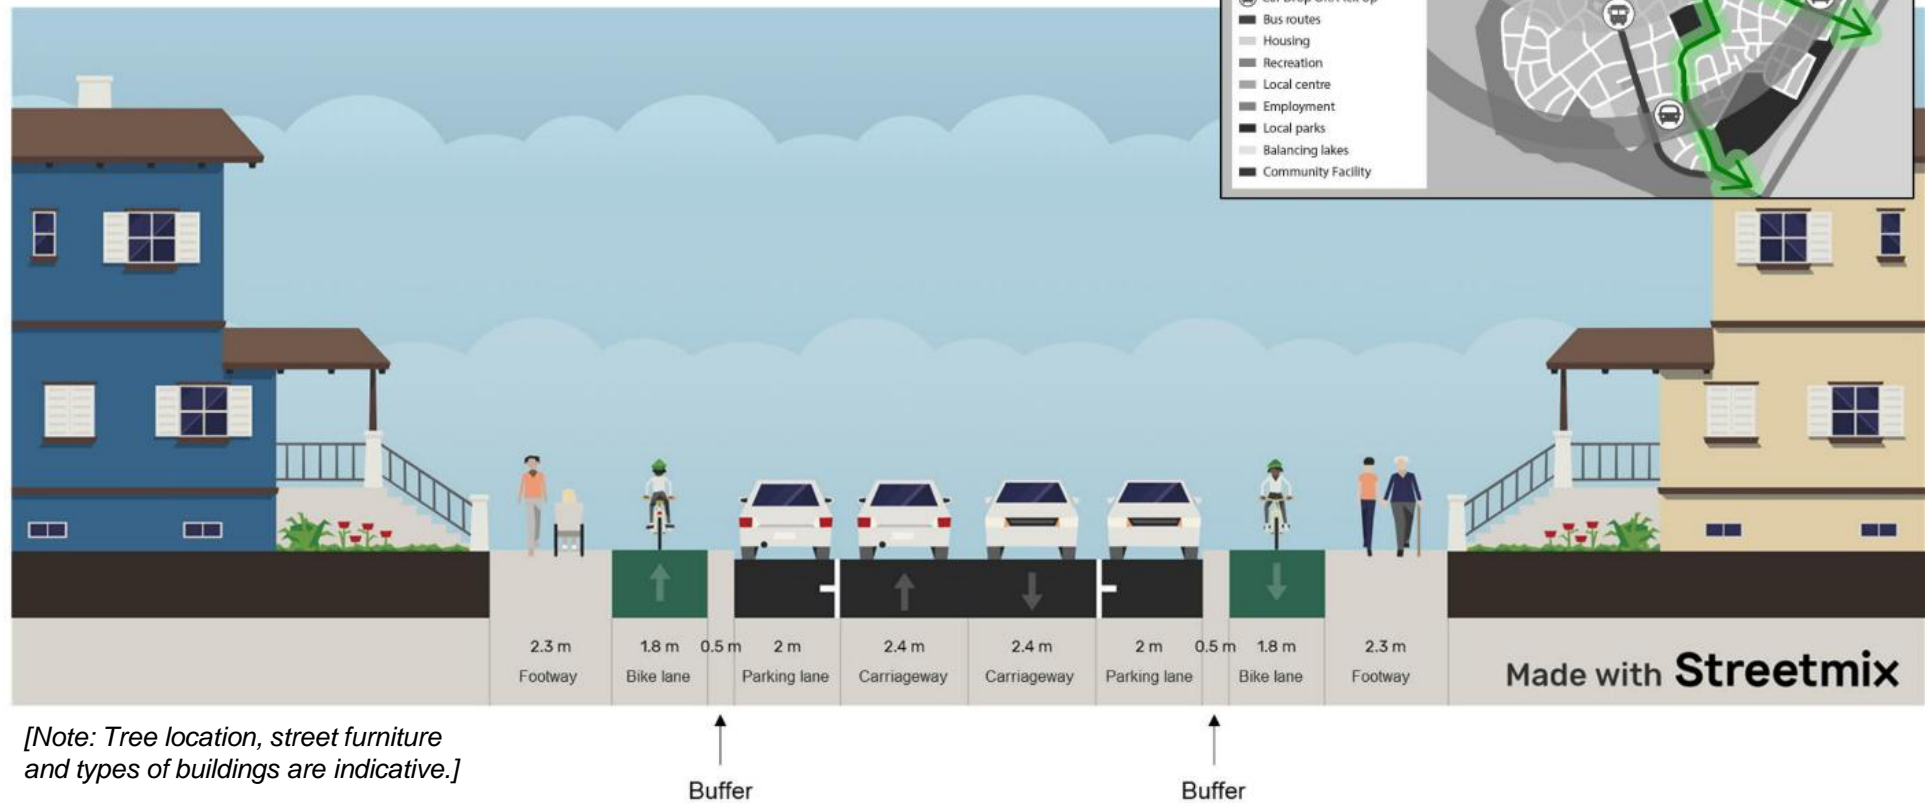 Bus routes
Housing
Recreation
Local centre
Employment
Local parks
Balancing lakes
Community Facility
2.3 m
1.8 m
0.5 m
2 m
2.4 m
2.4 m
2 m
0.5 m
1.8 m
2.3 m
Footway
Bike lane
Parking lane
Carriageway
Carriageway
Parking lane
Bike lane
Footway
Made with Streetmix
[Note: Tree location, street furniture
and types of buildings are indicative.]
Buffer
Buffer